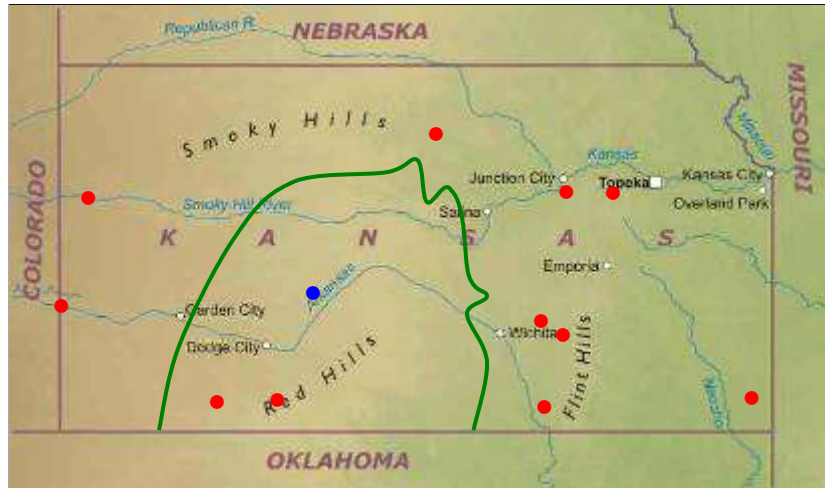 Republican R.
NEBRASKA
MISSOURI
Smoky Hills
Missouri
Kansas
Junction City
Topeka
Kansas City
COLORADO
Smoky Hill River
Salina
Overland Park
KANSAS
Emporia
Arkansas
Garden City
Wichita
Dodge City
Red Hills
Flint Hills
Neosho
OKLAHOMA